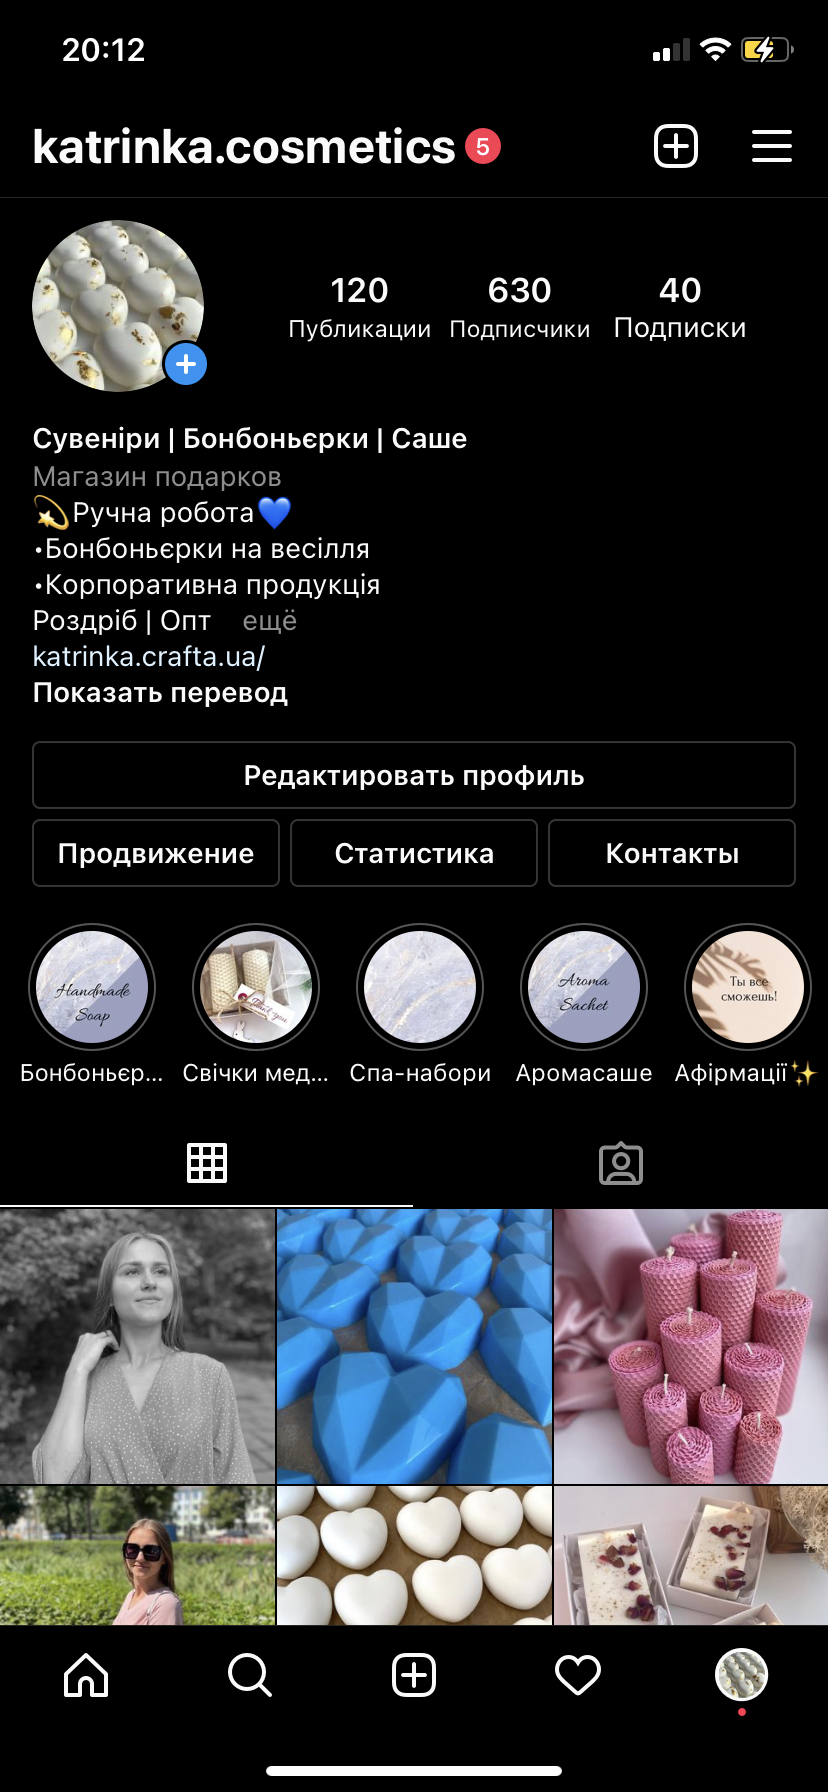 20:12
katrinka.cosmetics 5
120 630 40
Публикации Подписчики Подписки
Сувеніри | Бонбоньєрки | Саше
Магазин подарков
💫Ручна робота💙
•Бонбоньєрки на весілля
•Корпоративна продукція
Роздріб | Опт ещё
katrinka.crafta.ua/
Показать перевод
Редактировать профиль
Продвижение Статистика Контакты
Handmade
Soap
Thank you
Aroma
Sachet
Ты всё
сможешь!
Бонбоньєр... Свічки мед... Спа-набори Аромасаше Афірмації✨